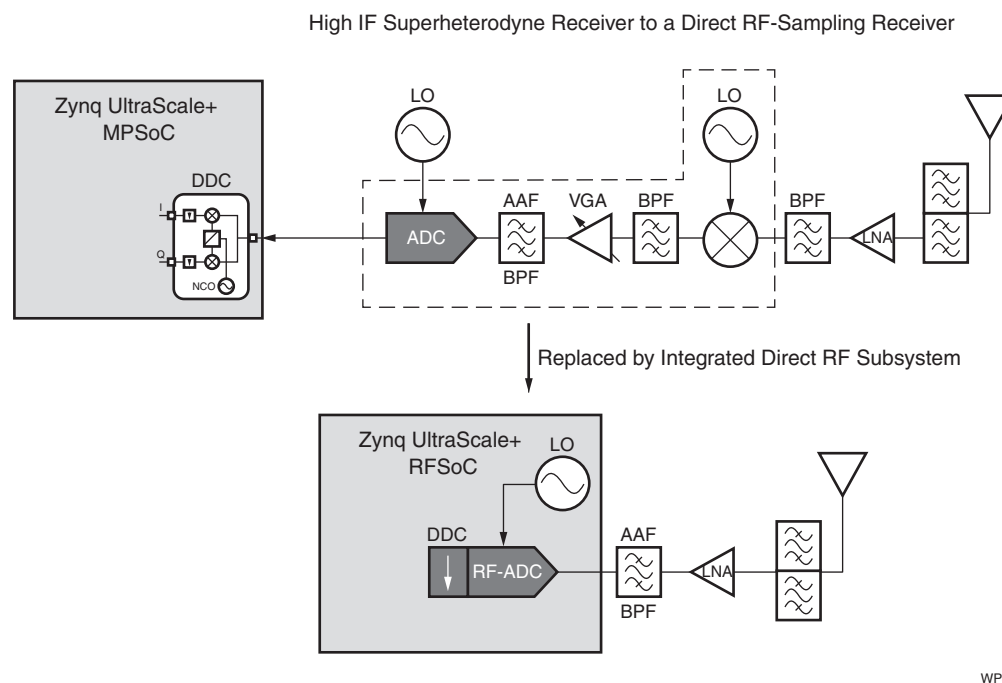 High IF Superheterodyne Receiver to a Direct RF-Sampling Receiver
Zynq UltraScale+
MPSoC
DDC
I
Q
NCO
LO
ADC
AAF
BPF
VGA
BPF
LO
BPF
LNA
Replaced by Integrated Direct RF Subsystem
Zynq UltraScale+
RFSoC
LO
DDC
RF-ADC
AAF
BPF
LNA
WP